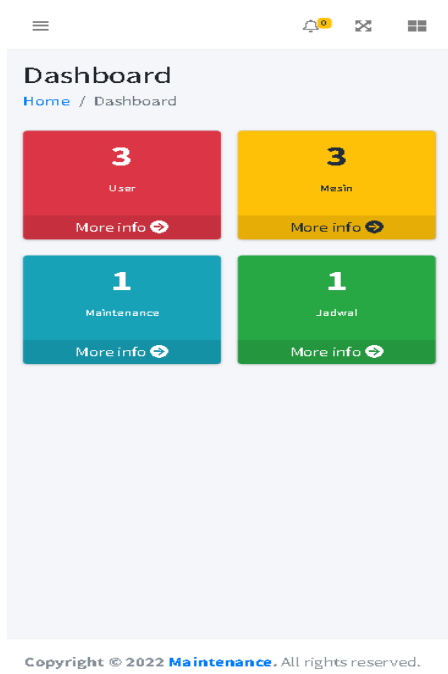 0
Dashboard
Home / Dashboard
3
User
More info
3
Mesin
More info
1
Maintenance
More info
1
Jadwal
More info
Copyright © 2022 Maintenance. All rights reserved.